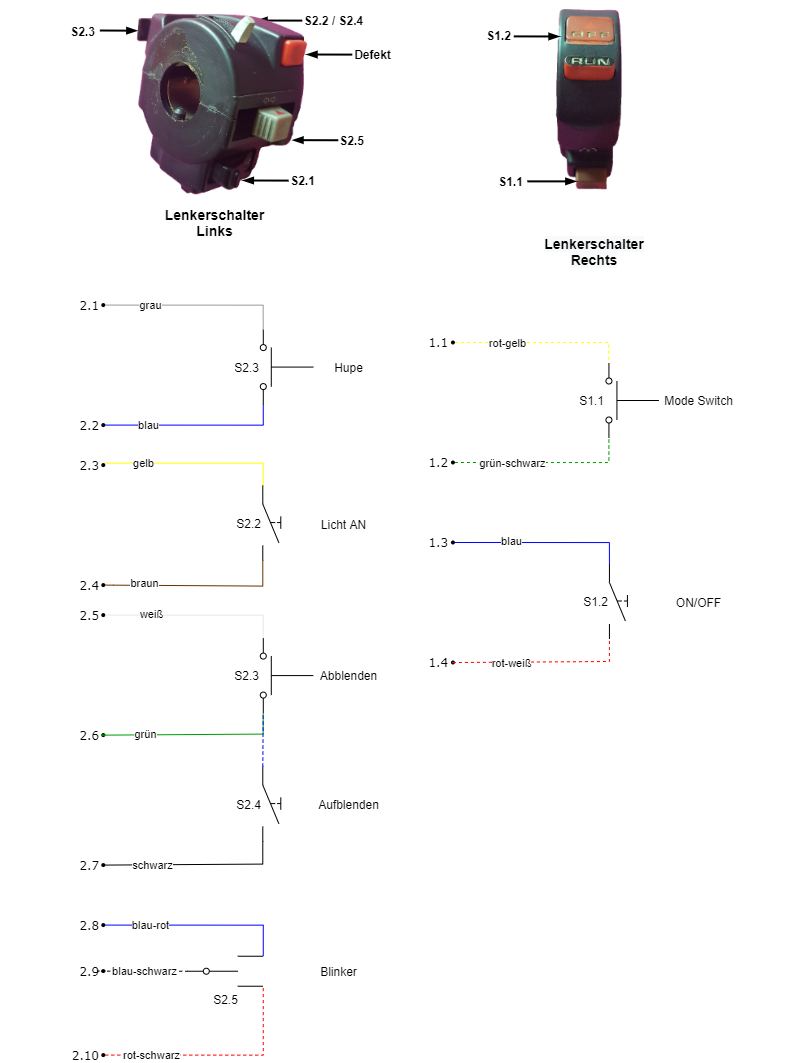 S2.3
S2.2 / S2.4
Defekt
S2.5
S2.1
Lenkerschalter
Links
S1.2
OFF
RUN
S1.1
Lenkerschalter
Rechts
2.1 grau
S2.3 Hupe
2.2 blau
2.3 gelb
S2.2 Licht AN
2.4 braun
2.5 weiß
S2.3 Abblenden
2.6 grün
S2.4 Aufblenden
2.7 schwarz
2.8 blau-rot
2.9 blau-schwarz Blinker
S2.5
2.10 rot-schwarz
1.1 rot-gelb
S1.1 Mode Switch
1.2 grün-schwarz
1.3 blau
S1.2 ON/OFF
1.4 rot-weiß